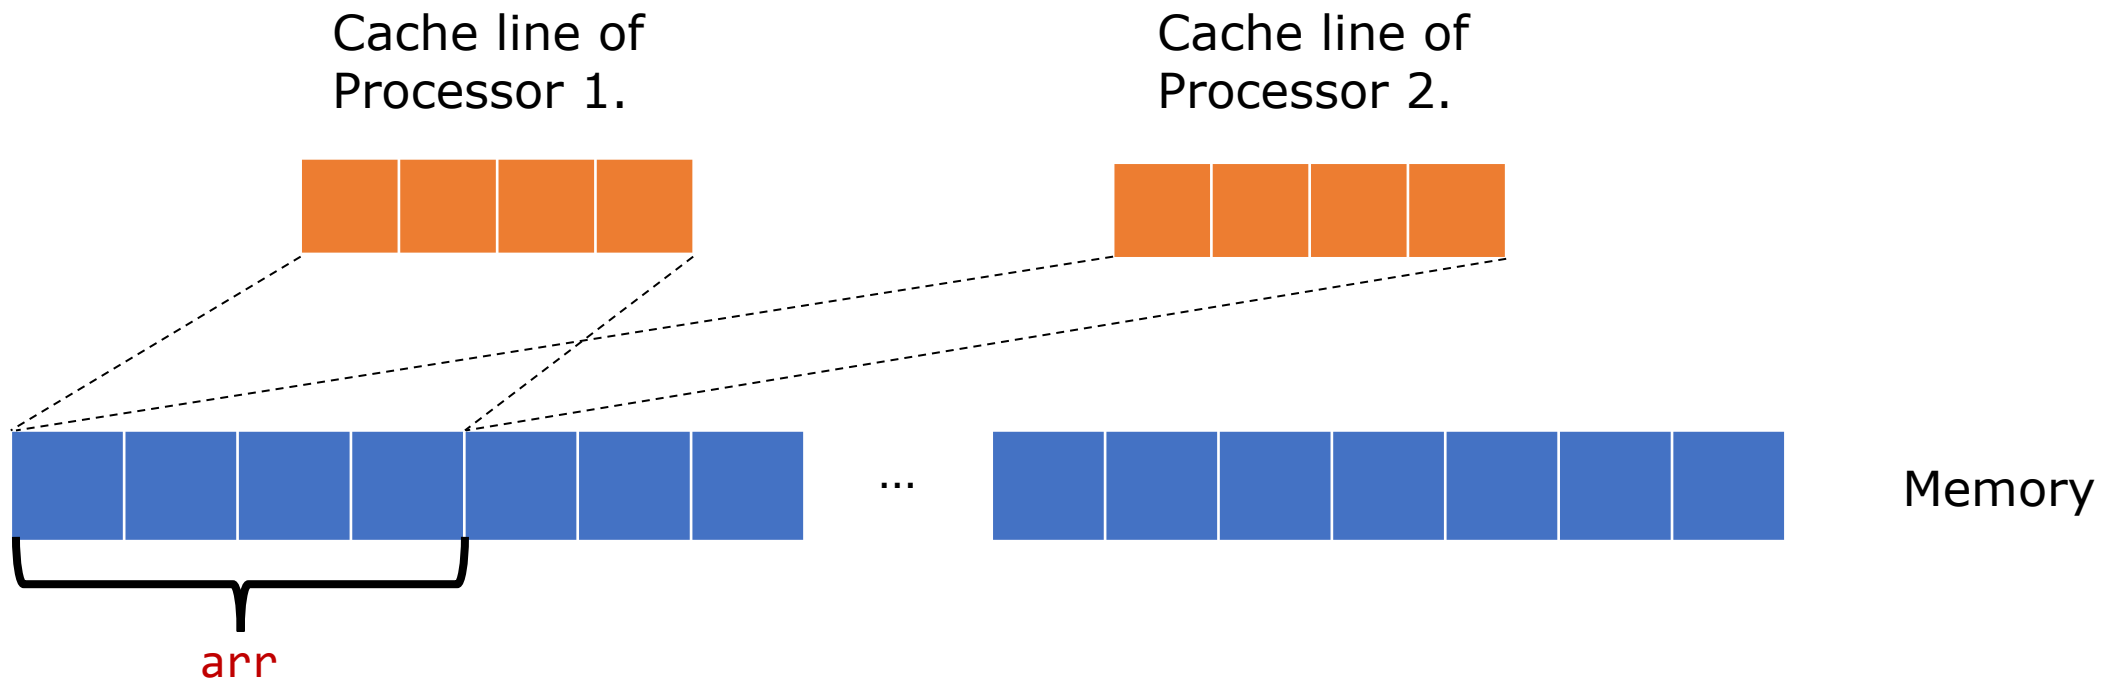 Cache line of
Processor 1.
Cache line of
Processor 2.
...
Memory
arr